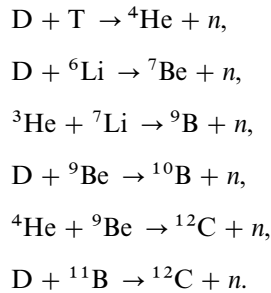 D + T → ⁴He + n,
D + ⁶Li → ⁷Be + n,
³He + ⁷Li → ⁹B + n,
D + ⁹Be → ¹⁰B + n,
⁴He + ⁹Be → ¹²C + n,
D + ¹¹B → ¹²C + n.